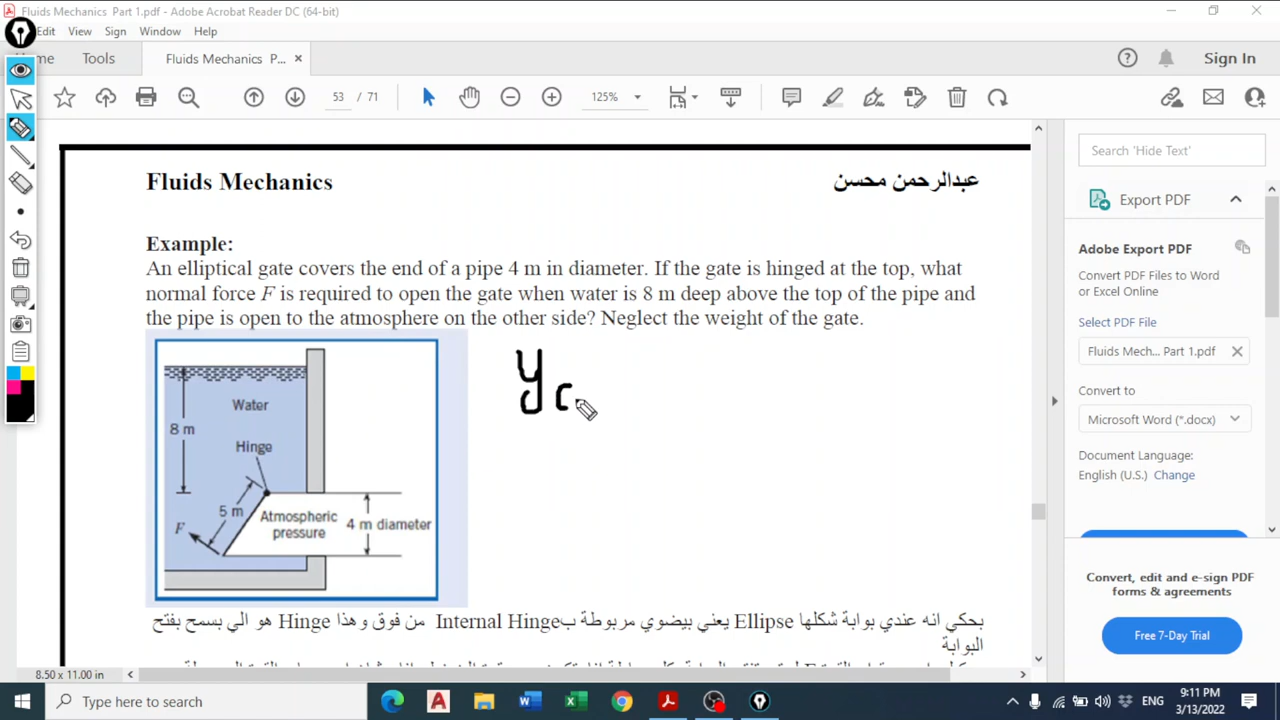 Fluids Mechanics Part 1.pdf - Adobe Acrobat Reader DC (64-bit)
Edit View Sign Window Help
ome Tools Fluids Mechanics P... × Sign In
53 / 71 125%
Search 'Hide Text'
Fluids Mechanics عبدالرحمن محسن
Export PDF
Example:
An elliptical gate covers the end of a pipe 4 m in diameter. If the gate is hinged at the top, what
normal force F is required to open the gate when water is 8 m deep above the top of the pipe and
the pipe is open to the atmosphere on the other side? Neglect the weight of the gate.
Adobe Export PDF
Convert PDF Files to Word
or Excel Online
Select PDF File
Fluids Mech... Part 1.pdf
Convert to
Microsoft Word (*.docx)
Document Language:
English (U.S.) Change
yc
Water
8 m
Hinge
5 m
F
Atmospheric
pressure
4 m diameter
بحكي انه عندي بوابة شكلها Ellipse يعني بيضوي مربوطة بInternal Hinge من فوق وهذا Hinge هو الي بسمح بفتح
البوابة
Convert, edit and e-sign PDF
forms & agreements
Free 7-Day Trial
8.50 x 11.00 in
Type here to search
ENG
9:11 PM
3/13/2022